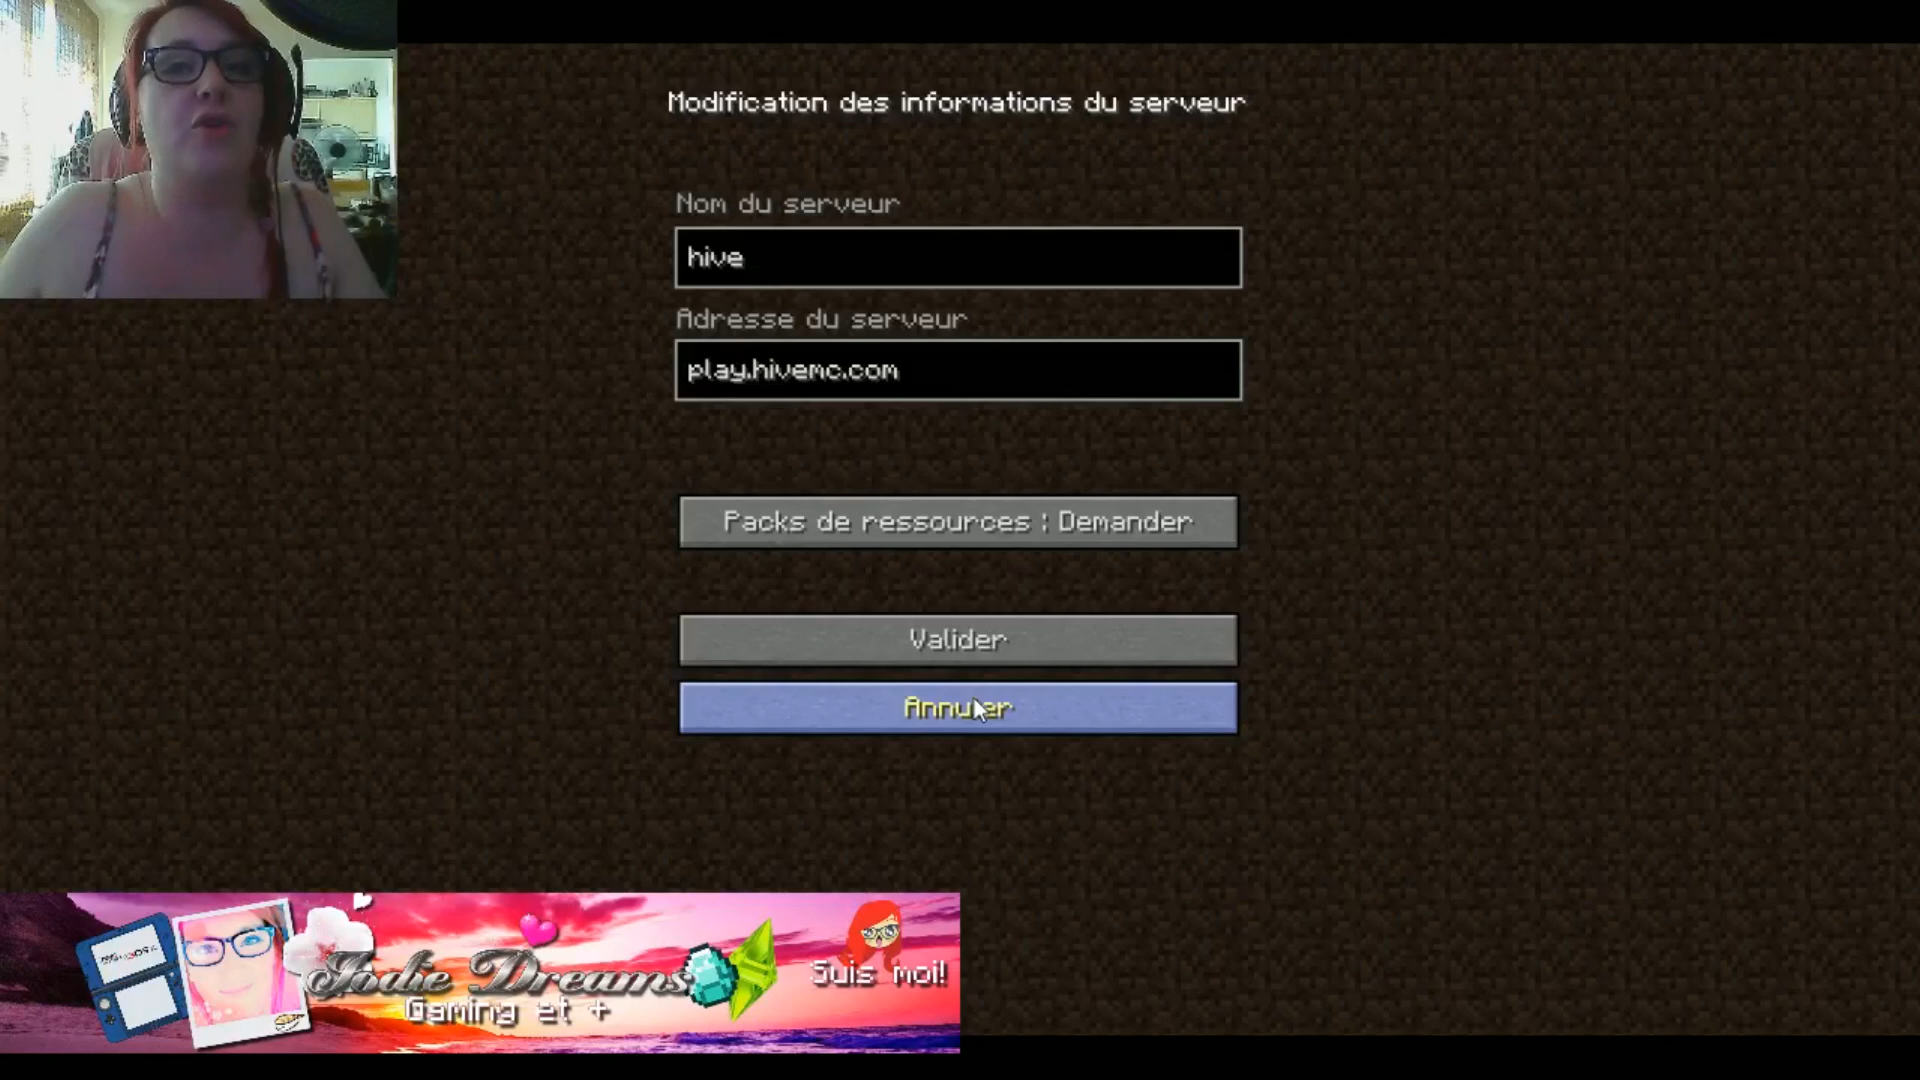 Modification des informations du serveur
Nom du serveur
hive
Adresse du serveur
play.hivemc.com
Packs de ressources : Demander
Valider
Annuler
Jodie Dreams
Suis moi!
Gaming et +